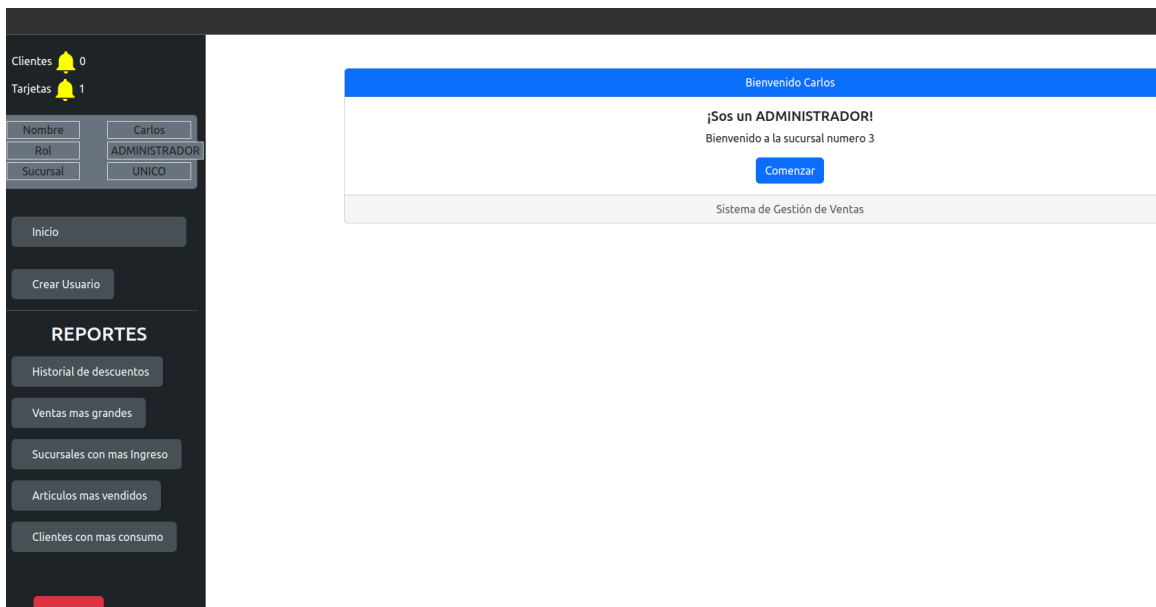 Clientes 0
Tarjetas 1
Nombre Carlos
Rol ADMINISTRADOR
Sucursal UNICO
Inicio
Crear Usuario
REPORTES
Historial de descuentos
Ventas mas grandes
Sucursales con mas Ingreso
Articulos mas vendidos
Clientes con mas consumo
Bienvenido Carlos
¡Sos un ADMINISTRADOR!
Bienvenido a la sucursal numero 3
Comenzar
Sistema de Gestión de Ventas